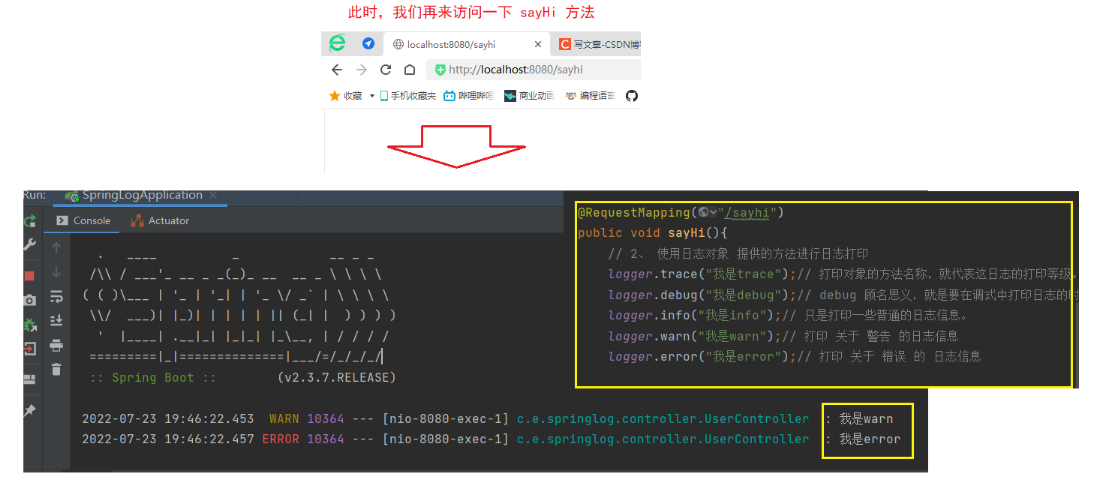 此时，我们再来访问一下 sayHi 方法
localhost:8080/sayhi
写文章-CSDN博
http://localhost:8080/sayhi
收藏 手机收藏夹 哔哩哔哩 商业动画 编程语言
Run: SpringLogApplication
Console Actuator
@RequestMapping("/sayhi")
public void sayHi(){
// 2、 使用日志对象 提供的方法进行日志打印
logger.trace("我是trace");// 打印对象的方法名称，就代表这日志的打印等级。
logger.debug("我是debug");// debug 顾名思义，就是要在调式中打印日志的时
logger.info("我是info");// 只是打印一些普通的日志信息。
logger.warn("我是warn");// 打印 关于 警告 的日志信息
logger.error("我是error");// 打印 关于 错误 的 日志信息
:: Spring Boot :: (v2.3.7.RELEASE)
2022-07-23 19:46:22.453 WARN 10364 --- [nio-8080-exec-1] c.e.springlog.controller.UserController : 我是warn
2022-07-23 19:46:22.457 ERROR 10364 --- [nio-8080-exec-1] c.e.springlog.controller.UserController : 我是error